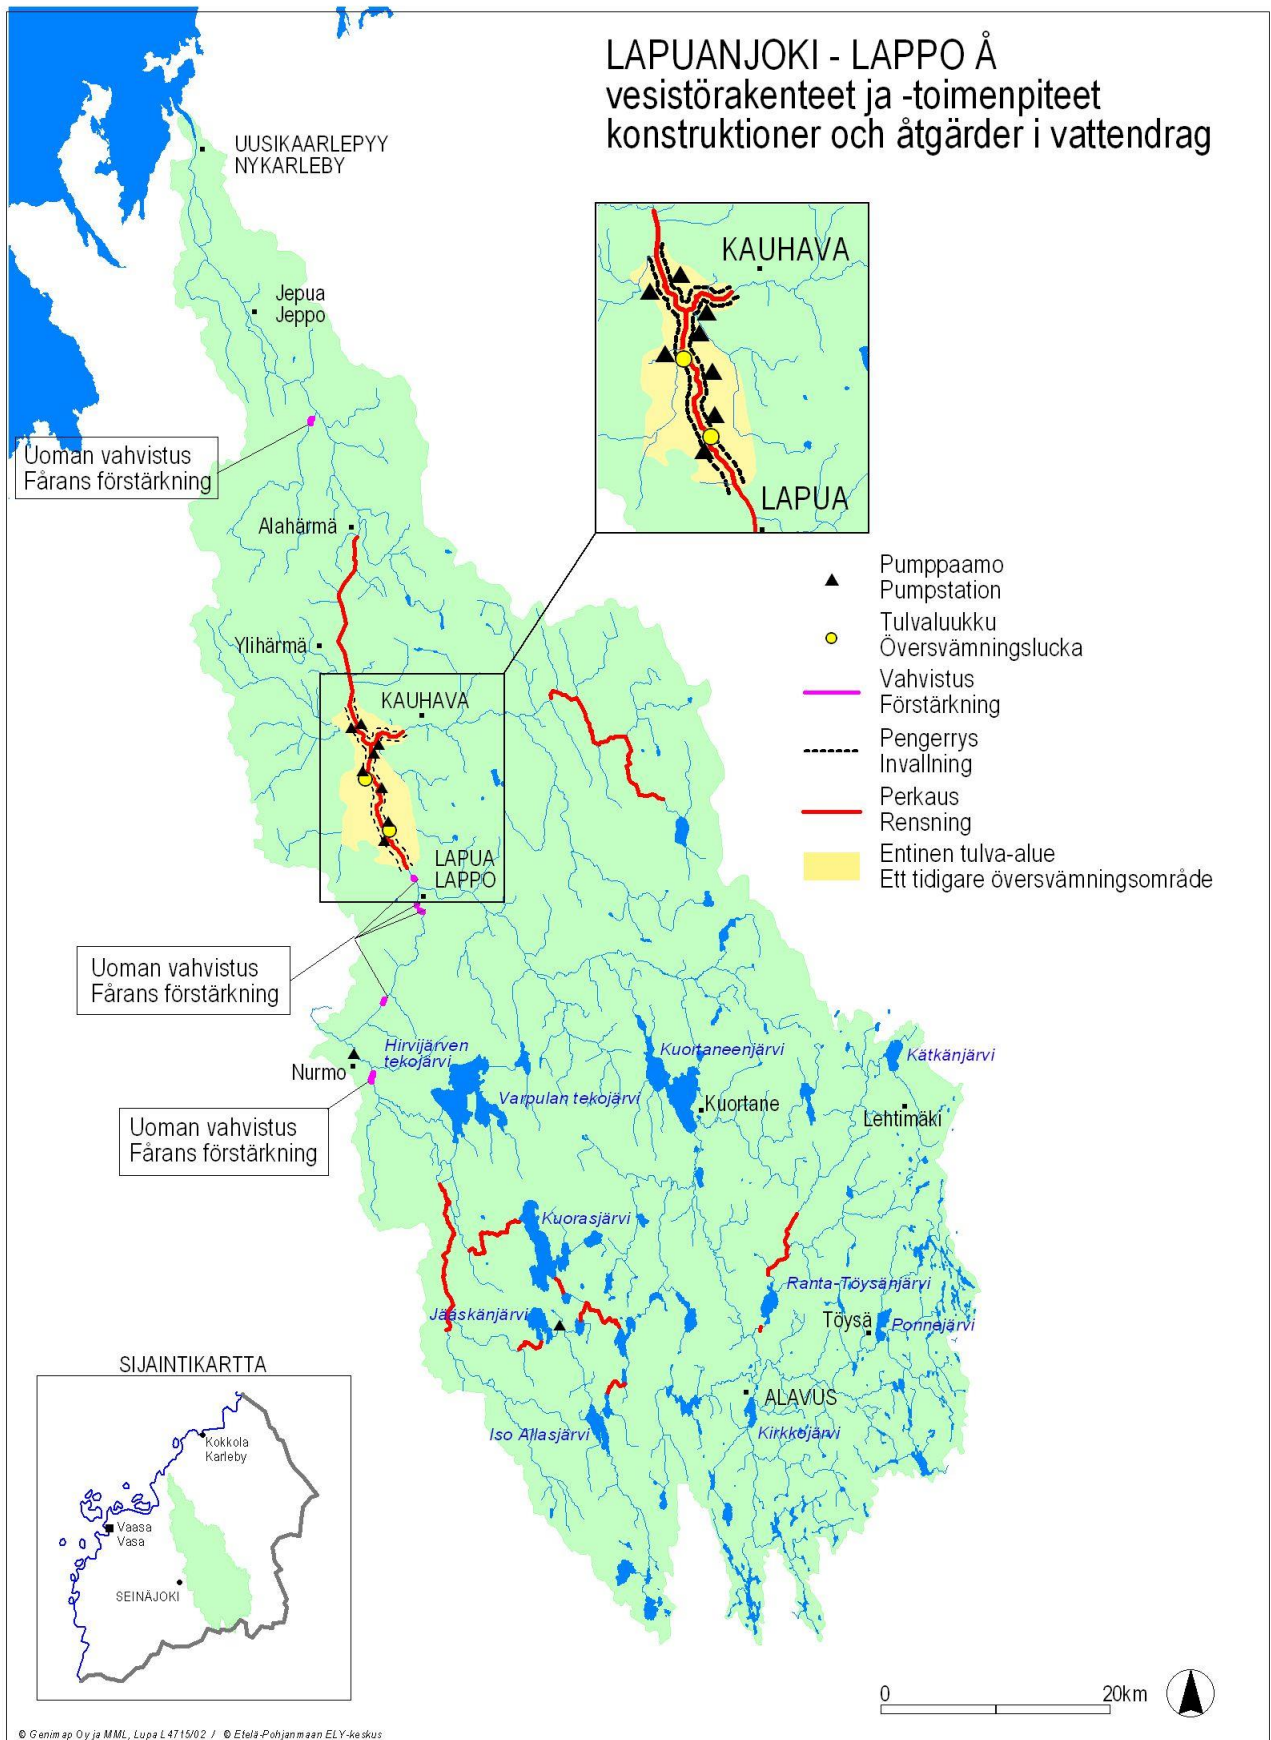 LAPUANJOKI - LAPPO Å
vesistörakenteet ja -toimenpiteet
konstruktioner och åtgärder i vattendrag
UUSIKAARLEPYY
NYKARLEBY
Jepua
Jeppo
KAUHAVA
LAPUA
Uoman vahvistus
Fårans förstärkning
Alahärmä
Ylihärmä
KAUHAVA
LAPUA
LAPPO
Pumppaamo
Pumpstation
Tulvaluukku
Översvämningslucka
Vahvistus
Förstärkning
Pengerrys
Invallning
Perkaus
Rensning
Entinen tulva-alue
Ett tidigare översvämningsområde
Uoman vahvistus
Fårans förstärkning
Hirvijärven
tekojärvi
Kuortaneenjärvi
Kätkänjärvi
Nurmo
Varpulan tekojärvi
Kuortane
Lehtimäki
Uoman vahvistus
Fårans förstärkning
Kuorasjärvi
Ranta-Töysänjärvi
Jääskänjärvi
Töysä
Ponnejärvi
ALAVUS
Iso Allasjärvi
Kirkkojärvi
SIJAINTIKARTTA
Kokkola
Karleby
Vaasa
Vasa
SEINÄJOKI
0 20km
© Genimap Oy ja MML, Lupa L4715/02 / © Etelä-Pohjanmaan ELY-keskus